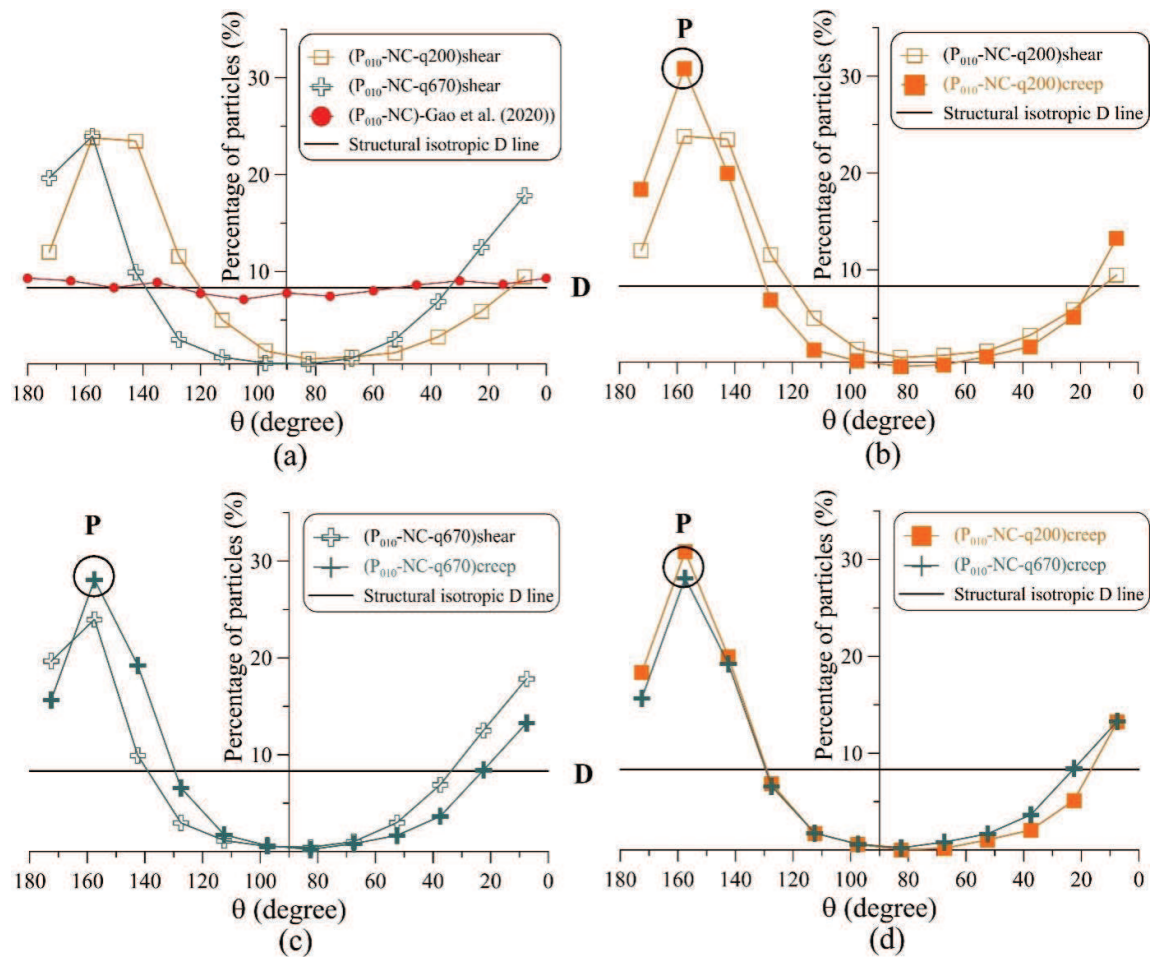 Percentage of particles (%)
30
20
10
(P₀₁₀-NC-q200)shear
(P₀₁₀-NC-q670)shear
(P₀₁₀-NC)-Gao et al. (2020))
Structural isotropic D line
180 160 140 120 100 80 60 40 20 0
θ (degree)
(a)
P
Percentage of particles (%)
30
20
10
(P₀₁₀-NC-q200)shear
(P₀₁₀-NC-q200)creep
Structural isotropic D line
D
180 160 140 120 100 80 60 40 20 0
θ (degree)
(b)
P
Percentage of particles (%)
30
20
10
(P₀₁₀-NC-q670)shear
(P₀₁₀-NC-q670)creep
Structural isotropic D line
180 160 140 120 100 80 60 40 20 0
θ (degree)
(c)
P
Percentage of particles (%)
30
20
10
(P₀₁₀-NC-q200)creep
(P₀₁₀-NC-q670)creep
Structural isotropic D line
D
180 160 140 120 100 80 60 40 20 0
θ (degree)
(d)